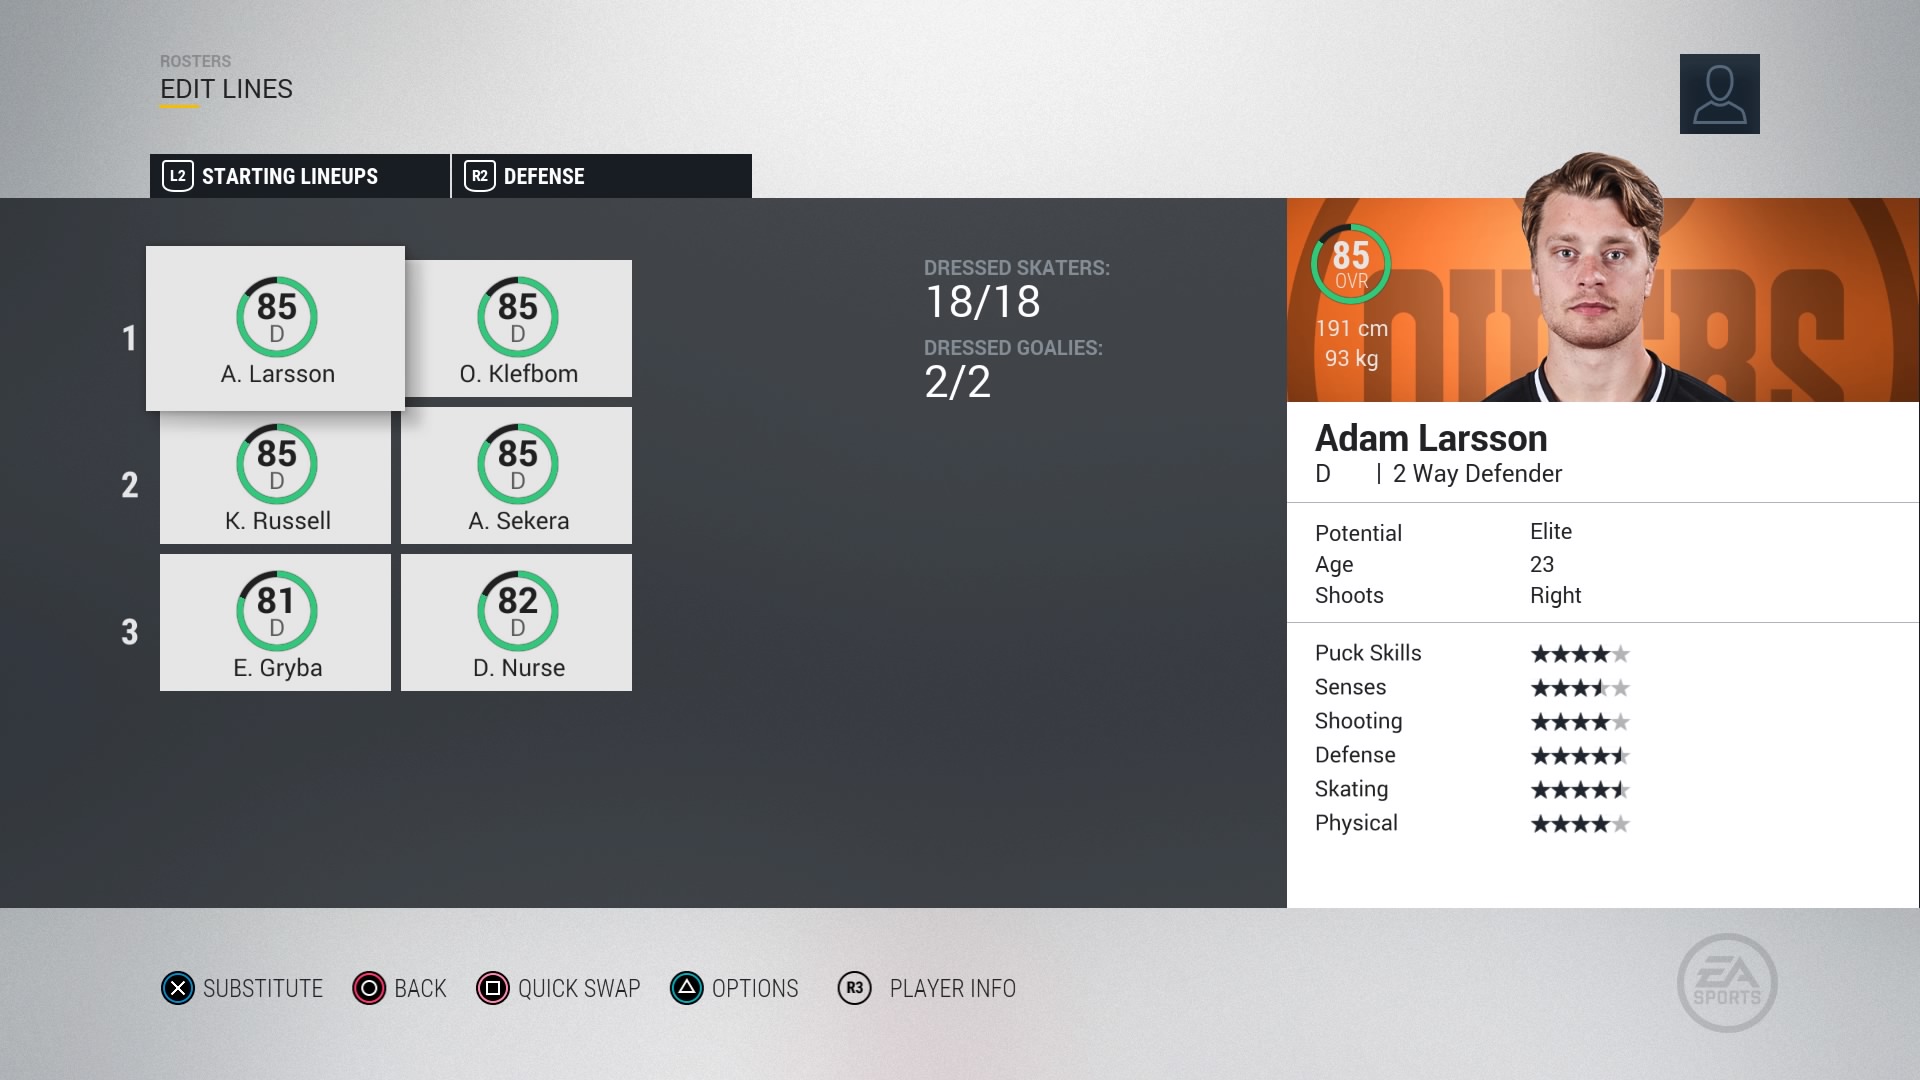 ROSTERS
EDIT LINES
L2 STARTING LINEUPS
R2 DEFENSE
1
85
D
A. Larsson
85
D
O. Klefbom
2
85
D
K. Russell
85
D
A. Sekera
3
81
D
E. Gryba
82
D
D. Nurse
DRESSED SKATERS:
18/18
DRESSED GOALIES:
2/2
85
OVR
191 cm
93 kg
OILERS
Adam Larsson
D | 2 Way Defender
Potential Elite
Age 23
Shoots Right
Puck Skills
Senses
Shooting
Defense
Skating
Physical
SUBSTITUTE
BACK
QUICK SWAP
OPTIONS
R3 PLAYER INFO
EA
SPORTS